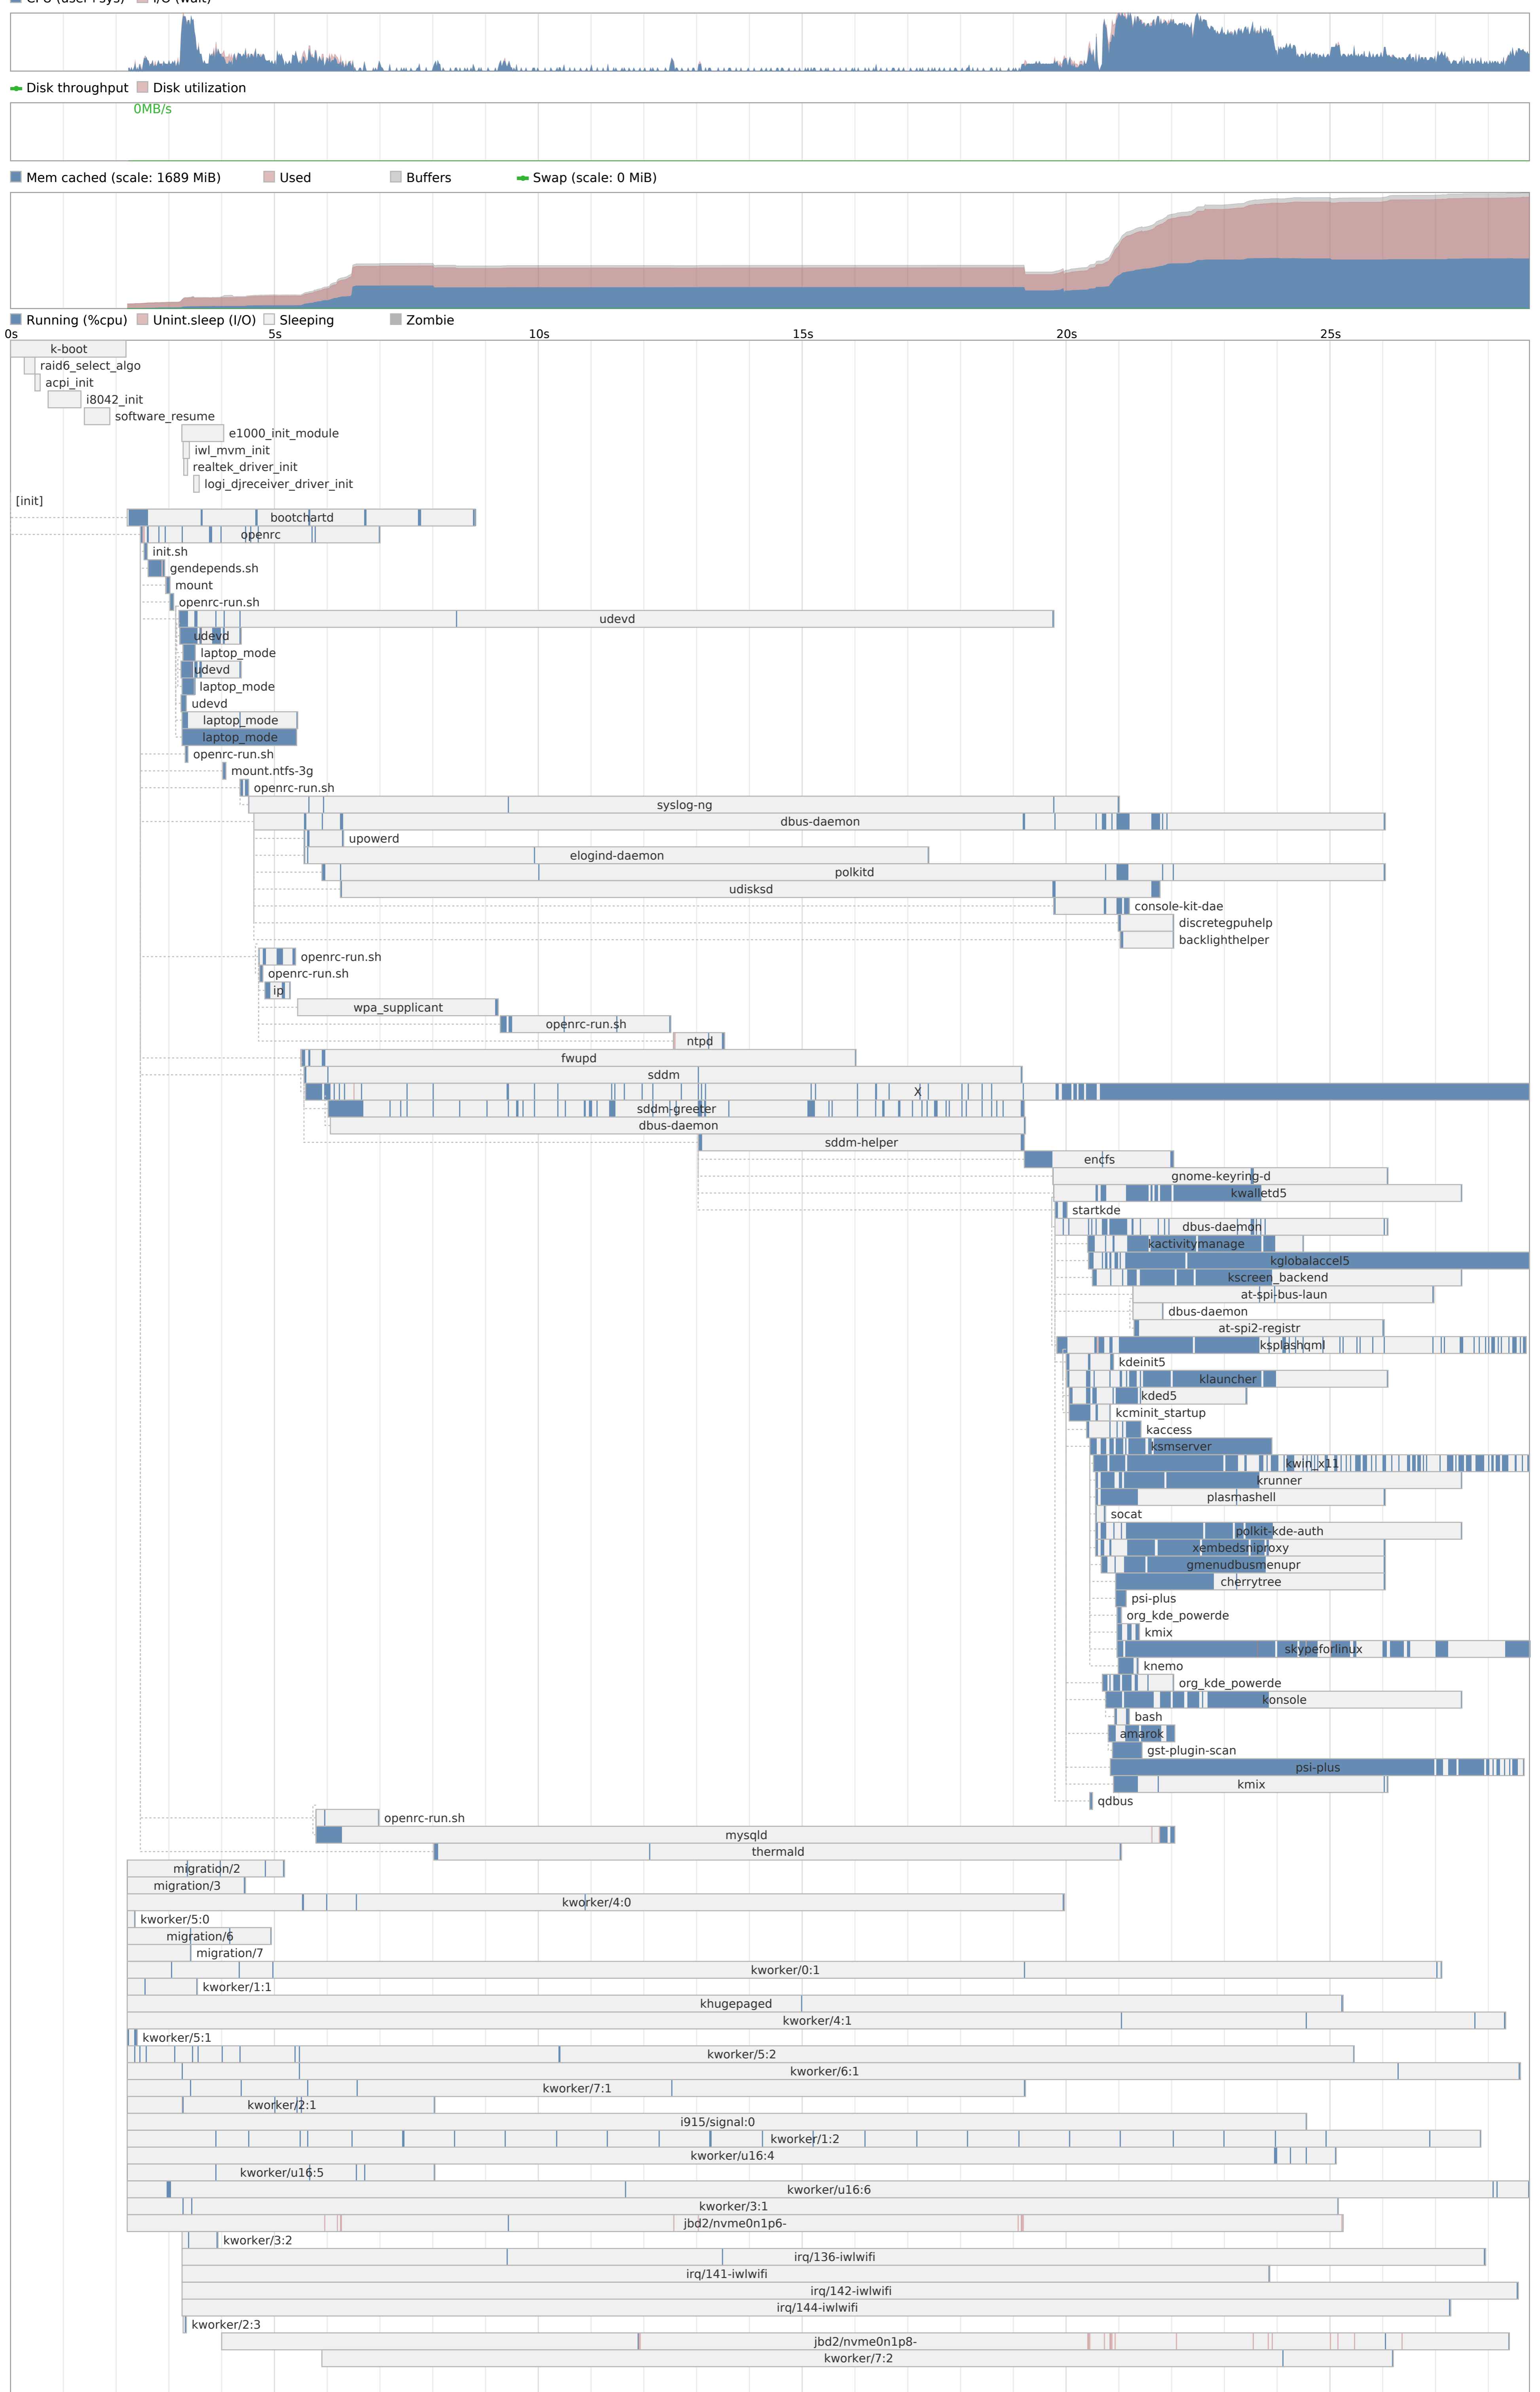 CPU (user+sys) I/O (wait)
Disk throughput Disk utilization
0MB/s
Mem cached (scale: 1689 MiB) Used Buffers Swap (scale: 0 MiB)
Running (%cpu) Unint.sleep (I/O) Sleeping Zombie
0s 5s 10s 15s 20s 25s
k-boot
raid6_select_algo
acpi_init
i8042_init
software_resume
e1000_init_module
iwl_mvm_init
realtek_driver_init
logi_djreceiver_driver_init
[init]
bootchartd
openrc
init.sh
gendepends.sh
mount
openrc-run.sh
udevd
udevd
laptop_mode
udevd
laptop_mode
udevd
laptop_mode
laptop_mode
openrc-run.sh
mount.ntfs-3g
openrc-run.sh
syslog-ng
dbus-daemon
upowerd
elogind-daemon
polkitd
udisksd
console-kit-dae
discretegpuhelp
backlighthelper
openrc-run.sh
openrc-run.sh
ip
wpa_supplicant
openrc-run.sh
ntpd
fwupd
sddm
X
sddm-greeter
dbus-daemon
sddm-helper
encfs
gnome-keyring-d
kwalletd5
startkde
dbus-daemon
kactivitymanage
kglobalaccel5
kscreen_backend
at-spi-bus-laun
dbus-daemon
at-spi2-registr
ksplashqml
kdeinit5
klauncher
kded5
kcminit_startup
kaccess
ksmserver
kwin_x11
krunner
plasmashell
socat
polkit-kde-auth
xembedsniproxy
gmenudbusmenupr
cherrytree
psi-plus
org_kde_powerde
kmix
skypeforlinux
knemo
org_kde_powerde
konsole
bash
amarok
gst-plugin-scan
psi-plus
kmix
qdbus
openrc-run.sh
mysqld
thermald
migration/2
migration/3
kworker/4:0
kworker/5:0
migration/6
migration/7
kworker/0:1
kworker/1:1
khugepaged
kworker/4:1
kworker/5:1
kworker/5:2
kworker/6:1
kworker/7:1
kworker/2:1
i915/signal:0
kworker/1:2
kworker/u16:4
kworker/u16:5
kworker/u16:6
kworker/3:1
jbd2/nvme0n1p6-
kworker/3:2
irq/136-iwlwifi
irq/141-iwlwifi
irq/142-iwlwifi
irq/144-iwlwifi
kworker/2:3
jbd2/nvme0n1p8-
kworker/7:2